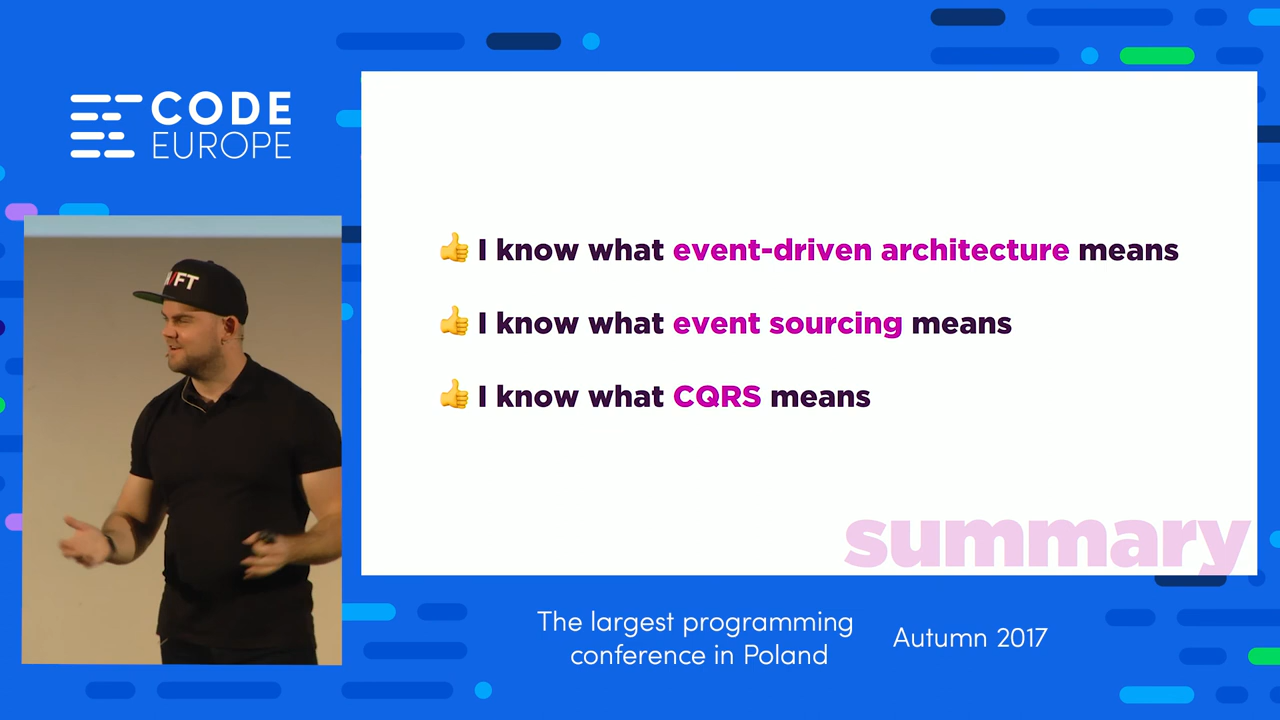 CODE
EUROPE
👍 I know what event-driven architecture means
👍 I know what event sourcing means
👍 I know what CQRS means
summary
The largest programming
conference in Poland
Autumn 2017